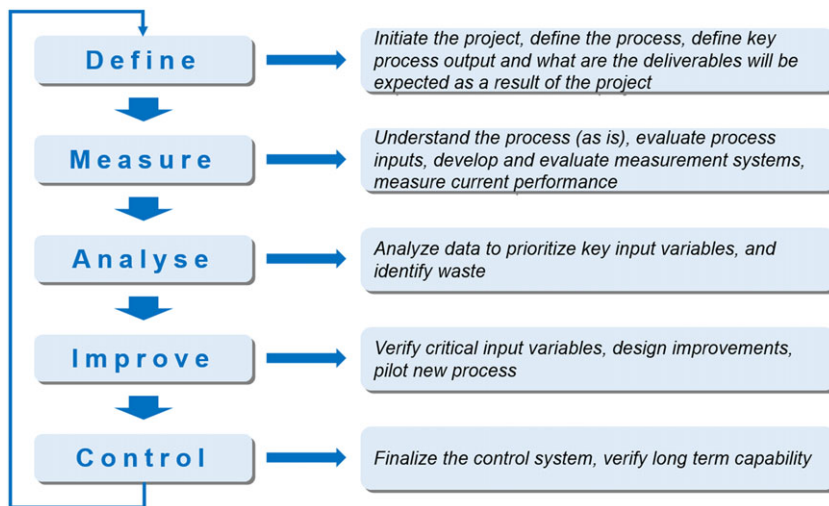 Define
Initiate the project, define the process, define key
process output and what are the deliverables will be
expected as a result of the project
Measure
Understand the process (as is), evaluate process
inputs, develop and evaluate measurement systems,
measure current performance
Analyse
Analyze data to prioritize key input variables, and
identify waste
Improve
Verify critical input variables, design improvements,
pilot new process
Control
Finalize the control system, verify long term capability